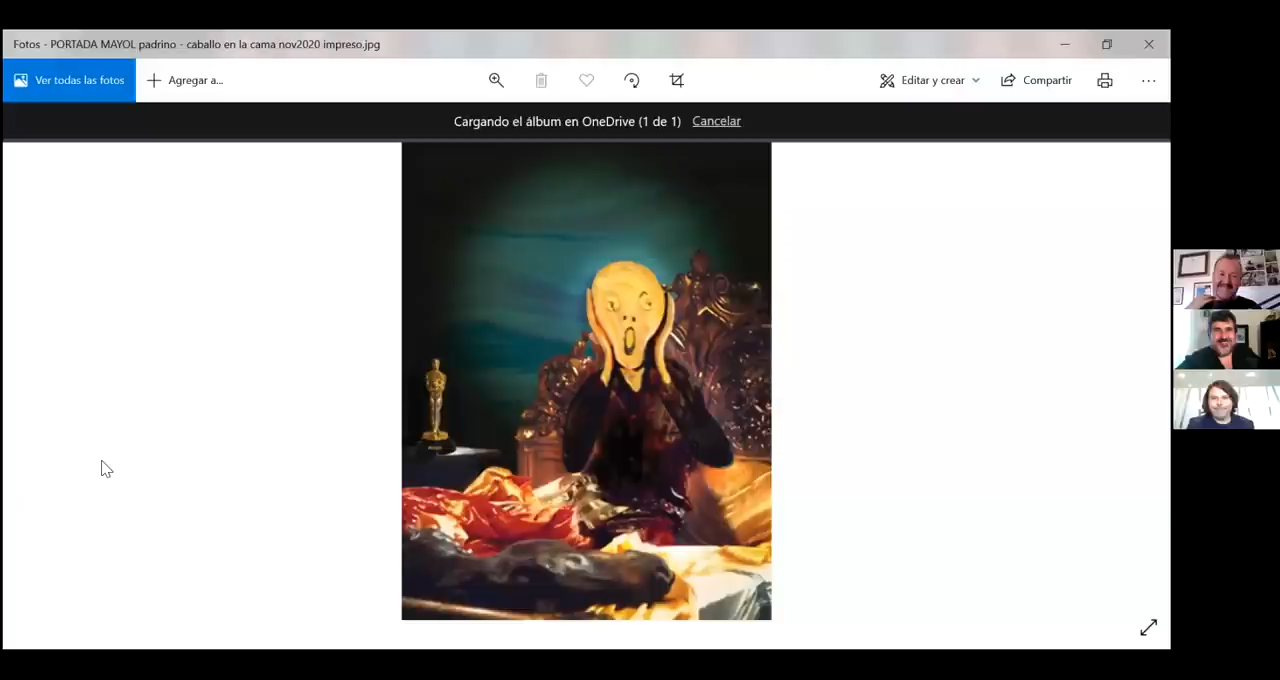 Fotos - PORTADA MAYOL padrino - caballo en la cama nov2020 impreso.jpg
Ver todas las fotos
Agregar a...
Editar y crear
Compartir
Cargando el álbum en OneDrive (1 de 1) Cancelar